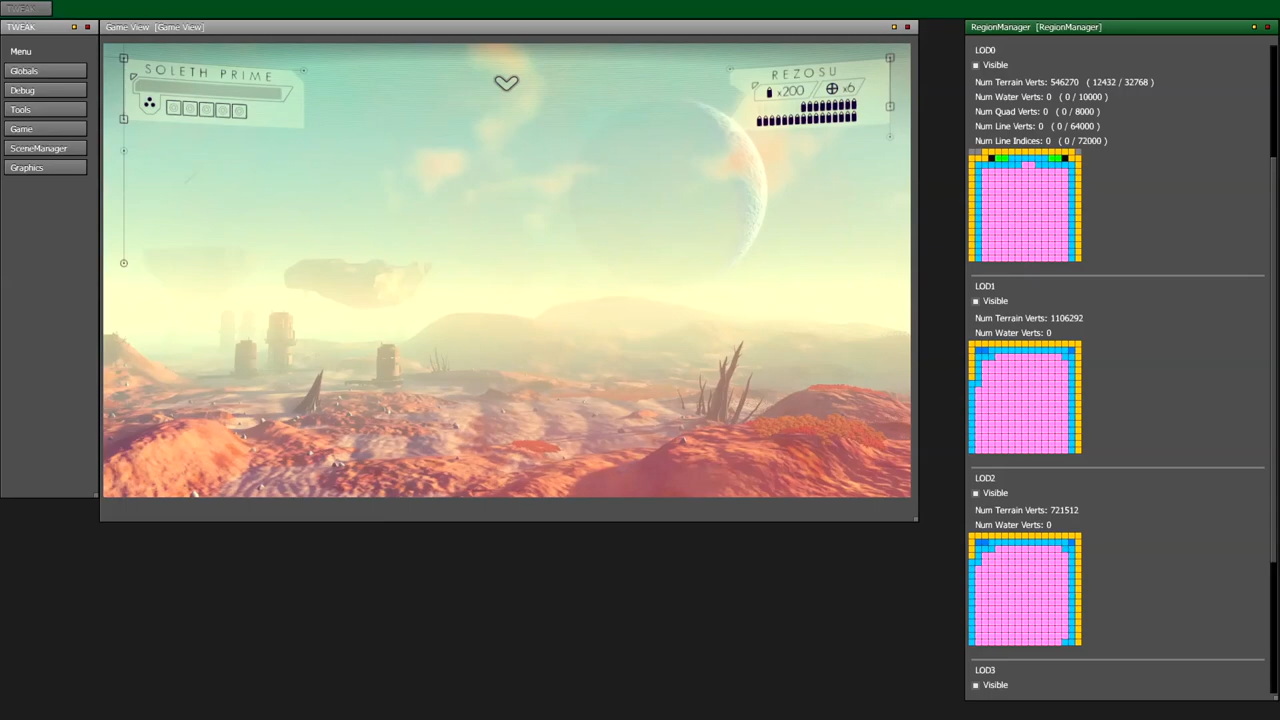 TWEAK
TWEAK
Menu
Globals
Debug
Tools
Game
SceneManager
Graphics
Game View [Game View]
SOLETH PRIME
REZOSU
x200
x6
RegionManager [RegionManager]
LOD0
Visible
Num Terrain Verts: 546270 ( 12432 / 32768 )
Num Water Verts: 0 ( 0 / 10000 )
Num Quad Verts: 0 ( 0 / 8000 )
Num Line Verts: 0 ( 0 / 64000 )
Num Line Indices: 0 ( 0 / 72000 )
LOD1
Visible
Num Terrain Verts: 1106292
Num Water Verts: 0
LOD2
Visible
Num Terrain Verts: 721512
Num Water Verts: 0
LOD3
Visible